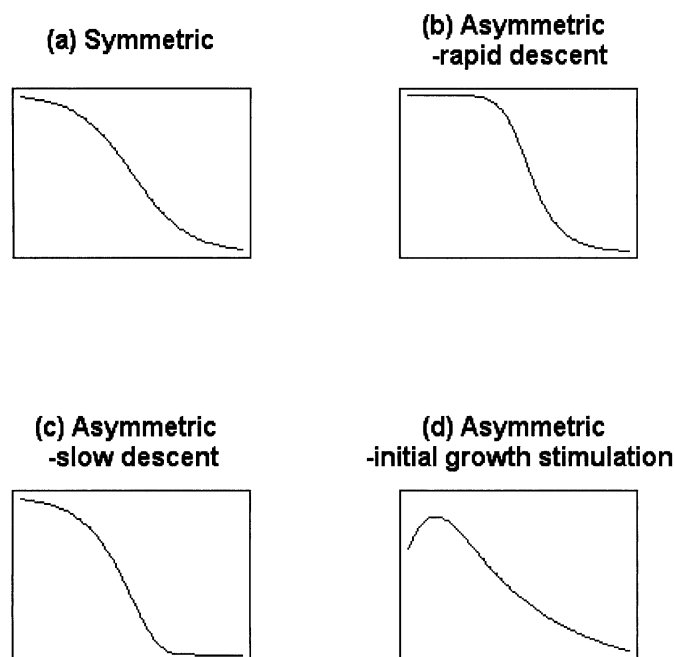 (a) Symmetric
(b) Asymmetric
-rapid descent
(c) Asymmetric
-slow descent
(d) Asymmetric
-initial growth stimulation